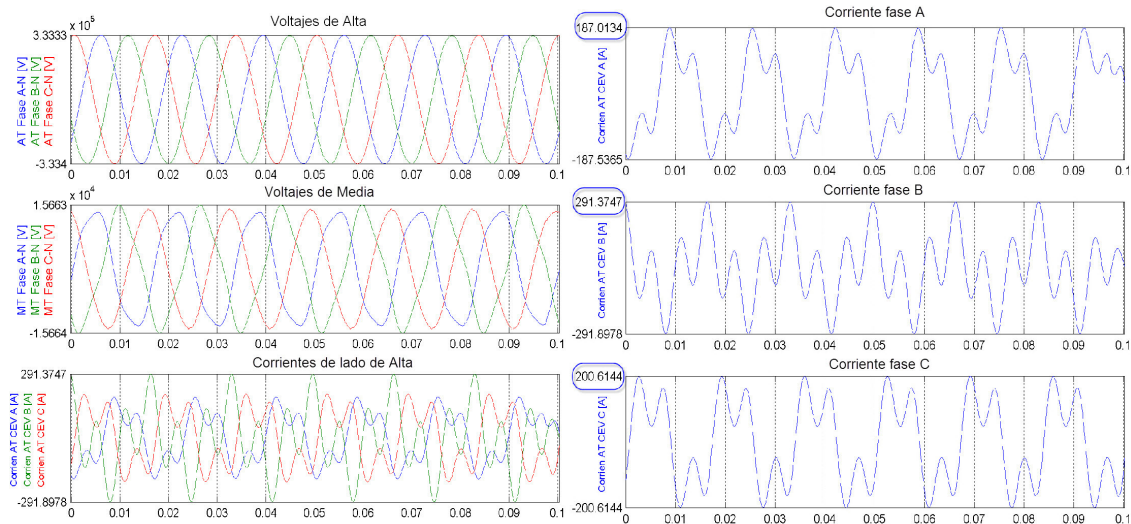 Voltajes de Alta
x 10^5
3.3333
-3.334
AT Fase A-N [V]
AT Fase B-N [V]
AT Fase C-N [V]
0 0.01 0.02 0.03 0.04 0.05 0.06 0.07 0.08 0.09 0.1
Voltajes de Media
x 10^4
1.5663
-1.5664
MT Fase A-N [V]
MT Fase B-N [V]
MT Fase C-N [V]
0 0.01 0.02 0.03 0.04 0.05 0.06 0.07 0.08 0.09 0.1
Corrientes de lado de Alta
291.3747
-291.8978
Corrien AT CEV A [A]
Corrien AT CEV B [A]
Corrien AT CEV C [A]
0 0.01 0.02 0.03 0.04 0.05 0.06 0.07 0.08 0.09 0.1
Corriente fase A
187.0134
-187.5365
Corrien AT CEV A [A]
0 0.01 0.02 0.03 0.04 0.05 0.06 0.07 0.08 0.09 0.1
Corriente fase B
291.3747
-291.8978
Corrien AT CEV B [A]
0 0.01 0.02 0.03 0.04 0.05 0.06 0.07 0.08 0.09 0.1
Corriente fase C
200.6144
-200.6144
Corrien AT CEV C [A]
0 0.01 0.02 0.03 0.04 0.05 0.06 0.07 0.08 0.09 0.1